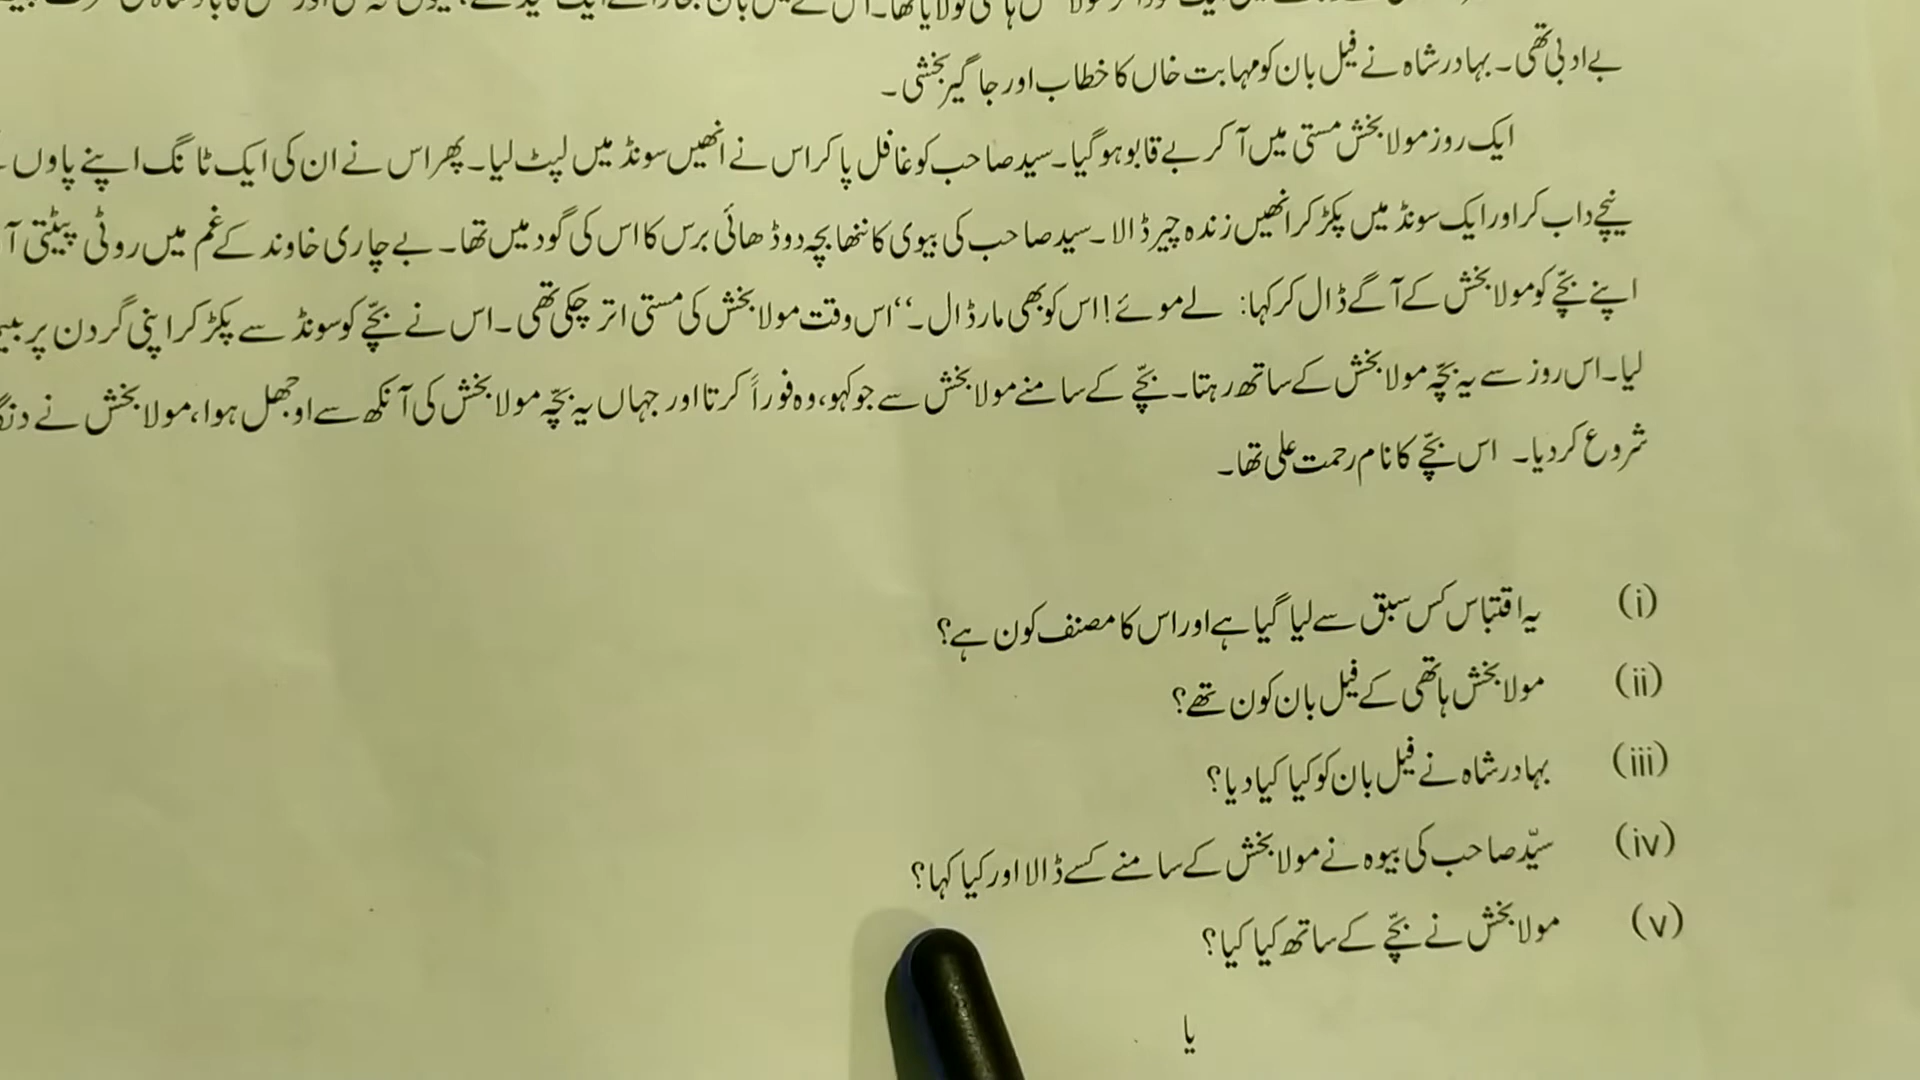 بے ادبی تھی۔ بہادر شاہ نے فیل بان کو مہابت خاں کا خطاب اور جاگیر بخشی۔
ایک روز مولا بخش مستی میں آ کر بے قابو ہو گیا۔ سید صاحب کو غافل پا کر اس نے انھیں سونڈ میں لپٹ لیا۔ پھر اس نے ان کی ایک ٹانگ اپنے پاوں
نیچے داب کر اور ایک سونڈ میں پکڑ کر انھیں زندہ چیر ڈالا۔ سید صاحب کی بیوی کا ننھا بچہ دو ڈھائی برس کا اس کی گود میں تھا۔ بے چاری خاوند کے غم میں روتی پیٹتی
اپنے بچّے کو مولا بخش کے آگے ڈال کر کہا: لے موئے! اس کو بھی مار ڈال۔‘‘ اس وقت مولا بخش کی مستی اتر چکی تھی۔ اس نے بچّے کو سونڈ سے پکڑ کر اپنی گردن پر
لیا۔ اس روز سے یہ بچّہ مولا بخش کے ساتھ رہتا۔ بچّے کے سامنے مولا بخش سے جو کہو، وہ فوراً کرتا اور جہاں یہ بچّہ مولا بخش کی آنکھ سے اوجھل ہوا، مولا بخش نے
شروع کر دیا۔ اس بچّے کا نام رحمت علی تھا۔
(i) یہ اقتباس کس سبق سے لیا گیا ہے اور اس کا مصنف کون ہے؟
(ii) مولا بخش ہاتھی کے فیل بان کون تھے؟
(iii) بہادر شاہ نے فیل بان کو کیا کیا دیا؟
(iv) سیّد صاحب کی بیوہ نے مولا بخش کے سامنے کسے ڈالا اور کیا کہا؟
(v) مولا بخش نے بچّے کے ساتھ کیا کیا؟
یا